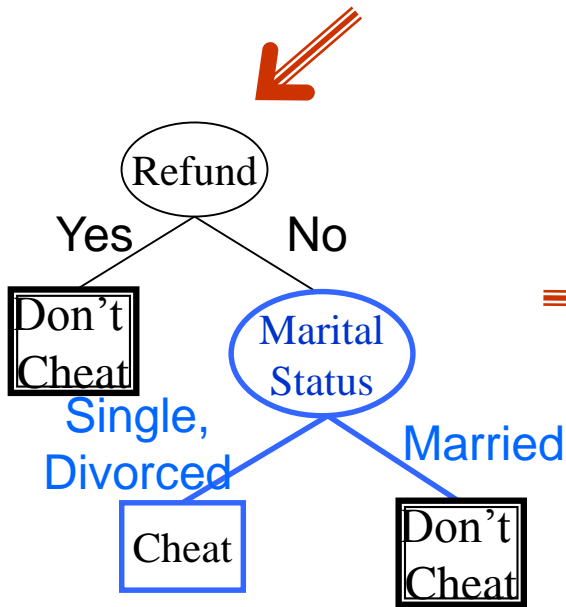 Refund
Yes
No
Don’t
Cheat
Marital
Status
Single,
Divorced
Married
Cheat
Don’t
Cheat